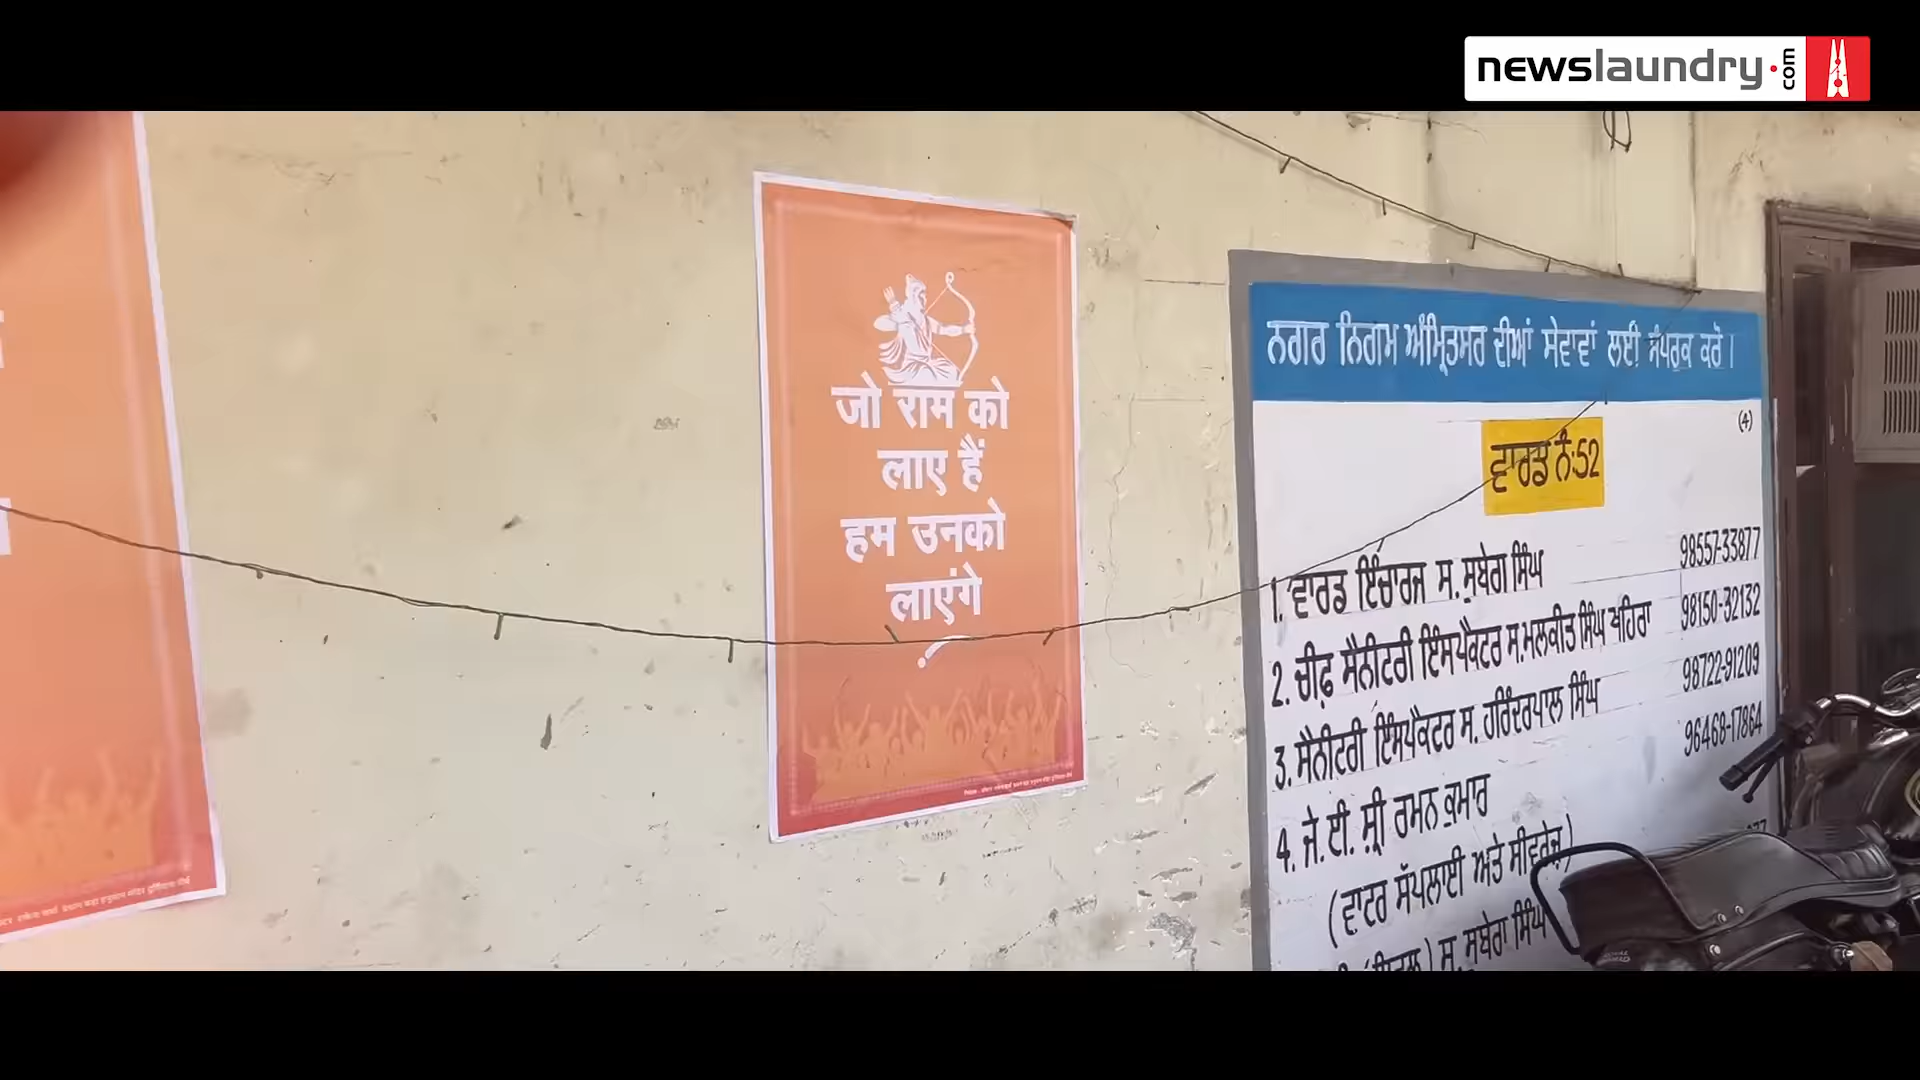 newslaundry.com
जो राम को
लाए हैं
हम उनको
लाएंगे
ਨਗਰ ਨਿਗਮ ਅੰਮ੍ਰਿਤਸਰ ਦੀਆਂ ਸੇਵਾਵਾਂ ਲਈ ਸੰਪਰਕ ਕਰੋ ।
(4)
ਵਾਰਡ ਨੰ:52
1. ਵਾਰਡ ਇੰਚਾਰਜ ਸ. ਸੁਬੇਗ ਸਿੰਘ 98557-33877
2. ਚੀਫ਼ ਸੈਨੀਟਰੀ ਇੰਸਪੈਕਟਰ ਸ.ਮਲਕੀਤ ਸਿੰਘ ਖਹਿਰਾ 98150-32132
3. ਸੈਨੀਟਰੀ ਇੰਸਪੈਕਟਰ ਸ. ਹਰਿੰਦਰਪਾਲ ਸਿੰਘ 98722-91209
4. ਜੇ. ਈ. ਸ਼੍ਰੀ ਰਮਨ ਕੁਮਾਰ 96468-17864
(ਵਾਟਰ ਸੱਪਲਾਈ ਅਤੇ ਸੀਵਰੇਜ਼)